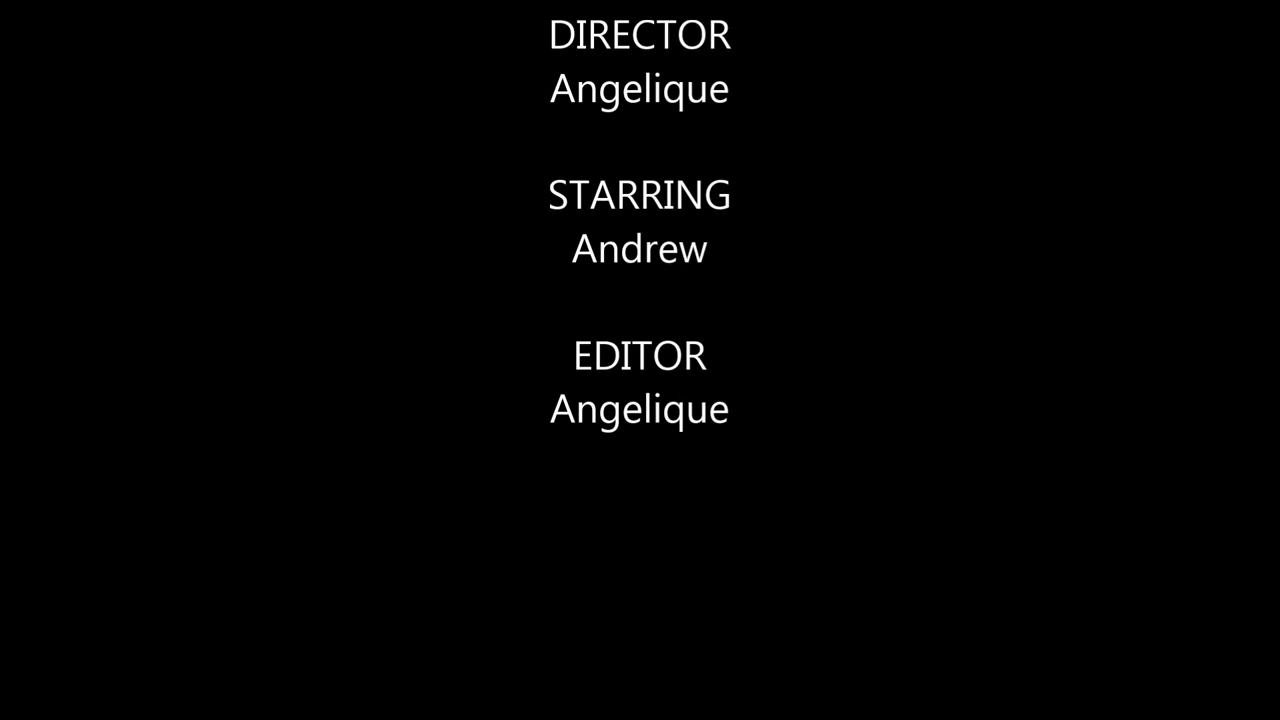 DIRECTOR
Angelique
STARRING
Andrew
EDITOR
Angelique